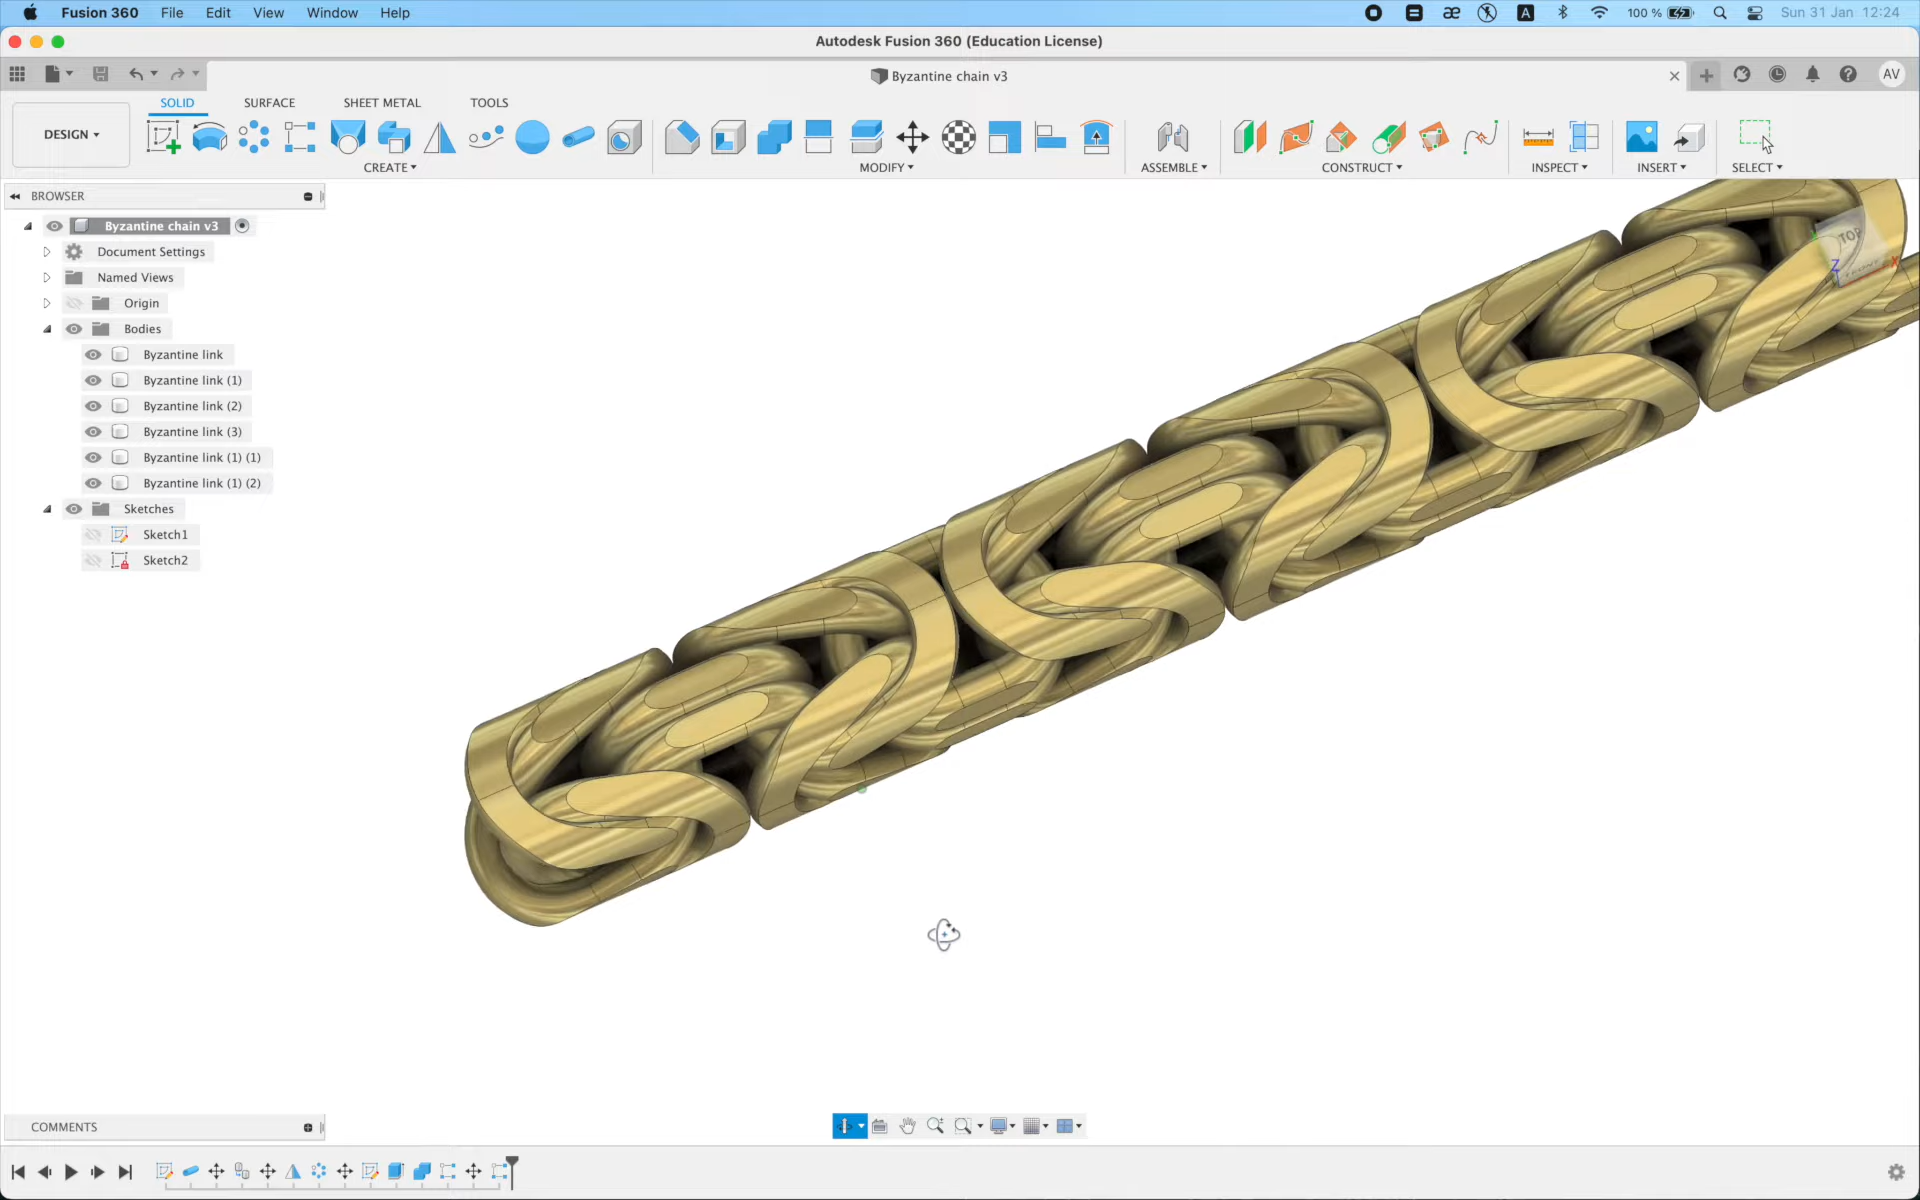 Fusion 360 File Edit View Window Help æ A 100 % Sun 31 Jan 12:24
Autodesk Fusion 360 (Education License)
Byzantine chain v3 AV
SOLID SURFACE SHEET METAL TOOLS
DESIGN
CREATE MODIFY ASSEMBLE CONSTRUCT INSPECT INSERT SELECT
BROWSER
Byzantine chain v3
Document Settings
Named Views
Origin
Bodies
Byzantine link
Byzantine link (1)
Byzantine link (2)
Byzantine link (3)
Byzantine link (1) (1)
Byzantine link (1) (2)
Sketches
Sketch1
Sketch2
TOP
FRONT
Z X
COMMENTS